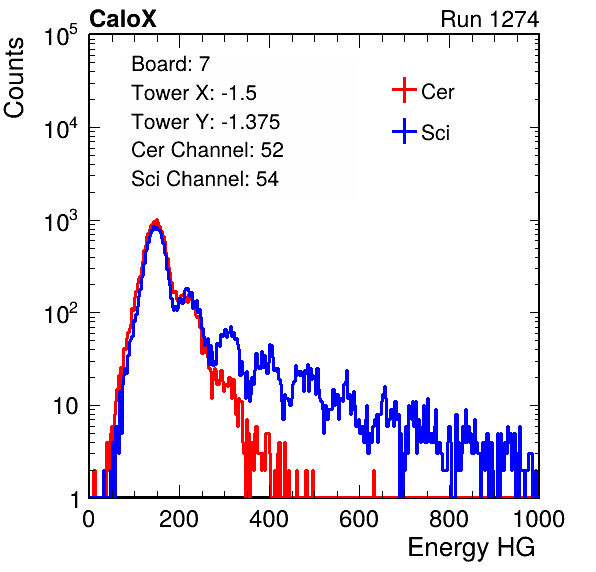 CaloX Run 1274
Counts
Board: 7
Tower X: -1.5
Tower Y: -1.375
Cer Channel: 52
Sci Channel: 54
Cer
Sci
10^5
10^4
10^3
10^2
10
1
0 200 400 600 800 1000
Energy HG